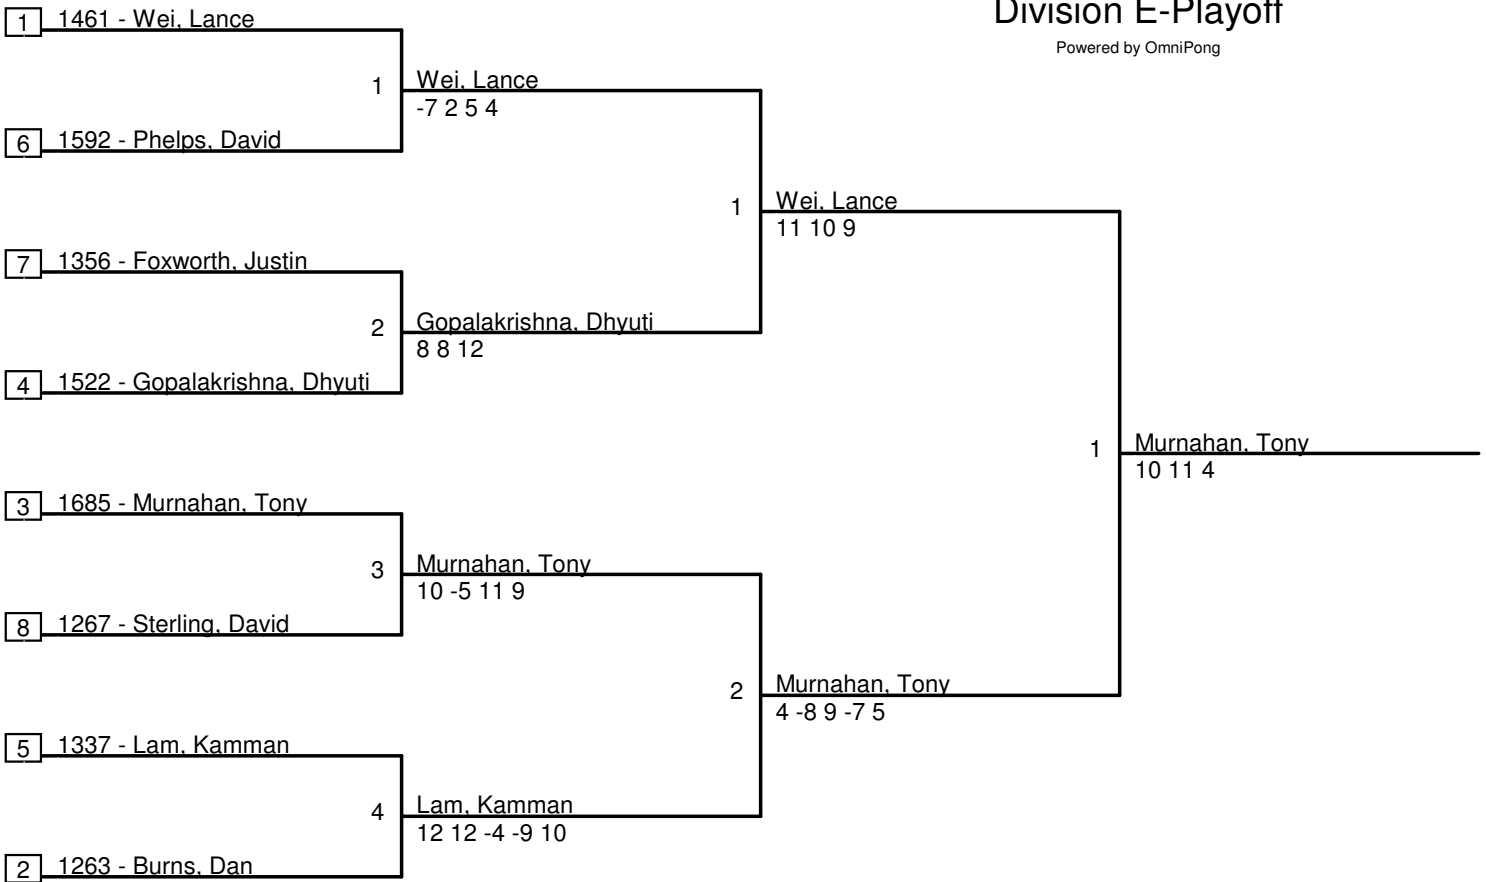 Division E-Playoff
Powered by OmniPong
1 1461 - Wei, Lance
1 Wei, Lance
-7 2 5 4
6 1592 - Phelps, David
1 Wei, Lance
11 10 9
7 1356 - Foxworth, Justin
2 Gopalakrishna, Dhyuti
8 8 12
4 1522 - Gopalakrishna, Dhyuti
1 Murnahan, Tony
10 11 4
3 1685 - Murnahan, Tony
3 Murnahan, Tony
10 -5 11 9
8 1267 - Sterling, David
2 Murnahan, Tony
4 -8 9 -7 5
5 1337 - Lam, Kamman
4 Lam, Kamman
12 12 -4 -9 10
2 1263 - Burns, Dan